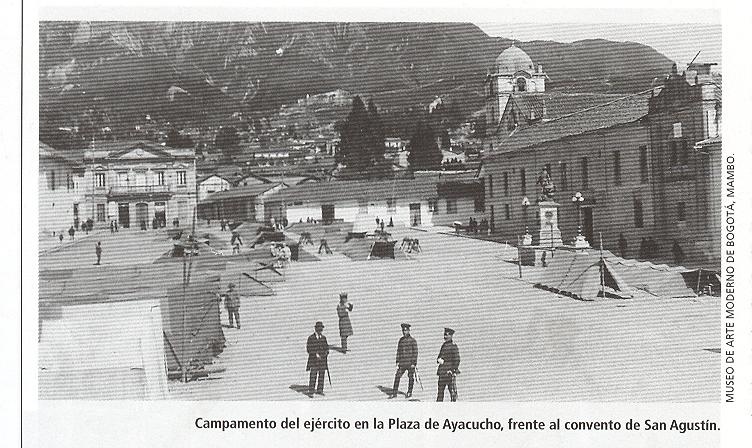 Campamento del ejército en la Plaza de Ayacucho, frente al convento de San Agustín.
MUSEO DE ARTE MODERNO DE BOGOTÁ, MAMBO.